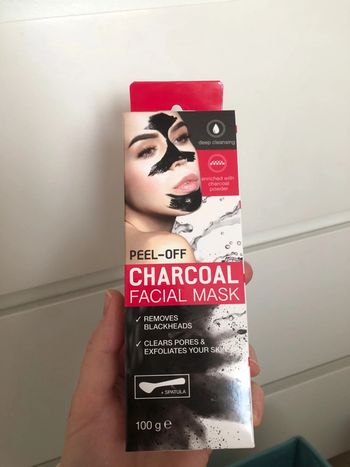 deep cleansing
enriched with
charcoal
powder
PEEL-OFF
CHARCOAL
FACIAL MASK
✓ REMOVES
BLACKHEADS
✓ CLEARS PORES &
EXFOLIATES YOUR SKIN
+ SPATULA
100 g ℮